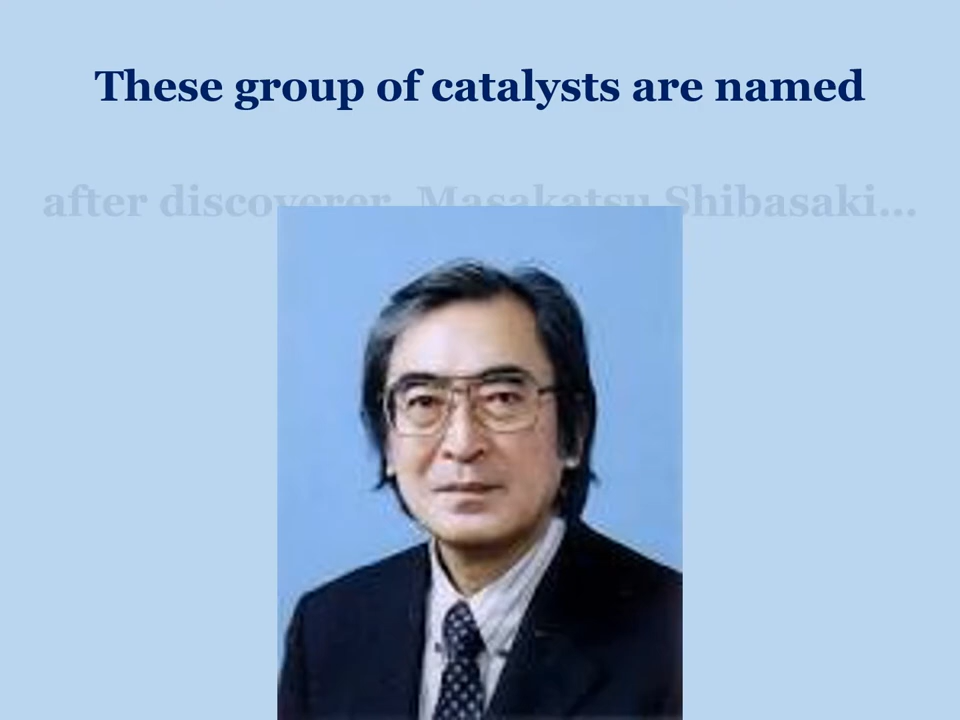 These group of catalysts are named
after discoverer, Masakatsu Shibasaki...